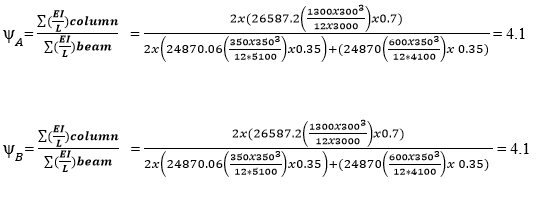 ψ_A = ∑(EI/L)column / ∑(EI/L)beam = 2x(26587.2(1300X300³/12X3000)x0.7) / 2x(24870.06(350X350³/12*5100)x0.35)+(24870(600X350³/12*4100)x 0.35) = 4.1
ψ_B = ∑(EI/L)column / ∑(EI/L)beam = 2x(26587.2(1300X300³/12X3000)x0.7) / 2x(24870.06(350X350³/12*5100)x0.35)+(24870(600X350³/12*4100)x 0.35) = 4.1